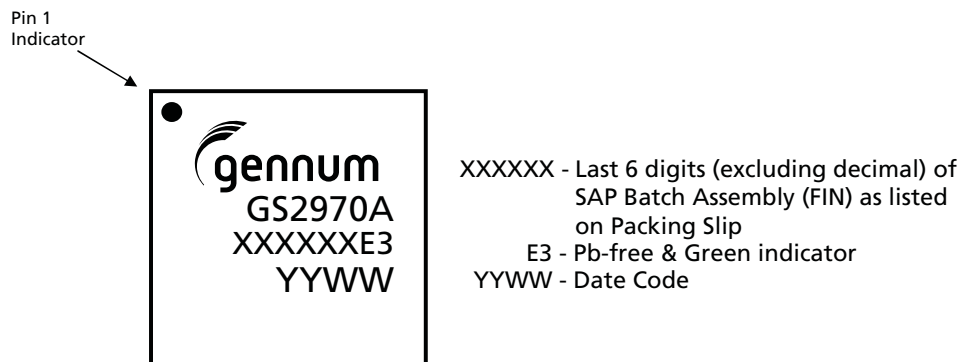 Pin 1
Indicator
gennum
GS2970A
XXXXXXE3
YYWW
XXXXXX - Last 6 digits (excluding decimal) of
SAP Batch Assembly (FIN) as listed
on Packing Slip
E3 - Pb-free & Green indicator
YYWW - Date Code